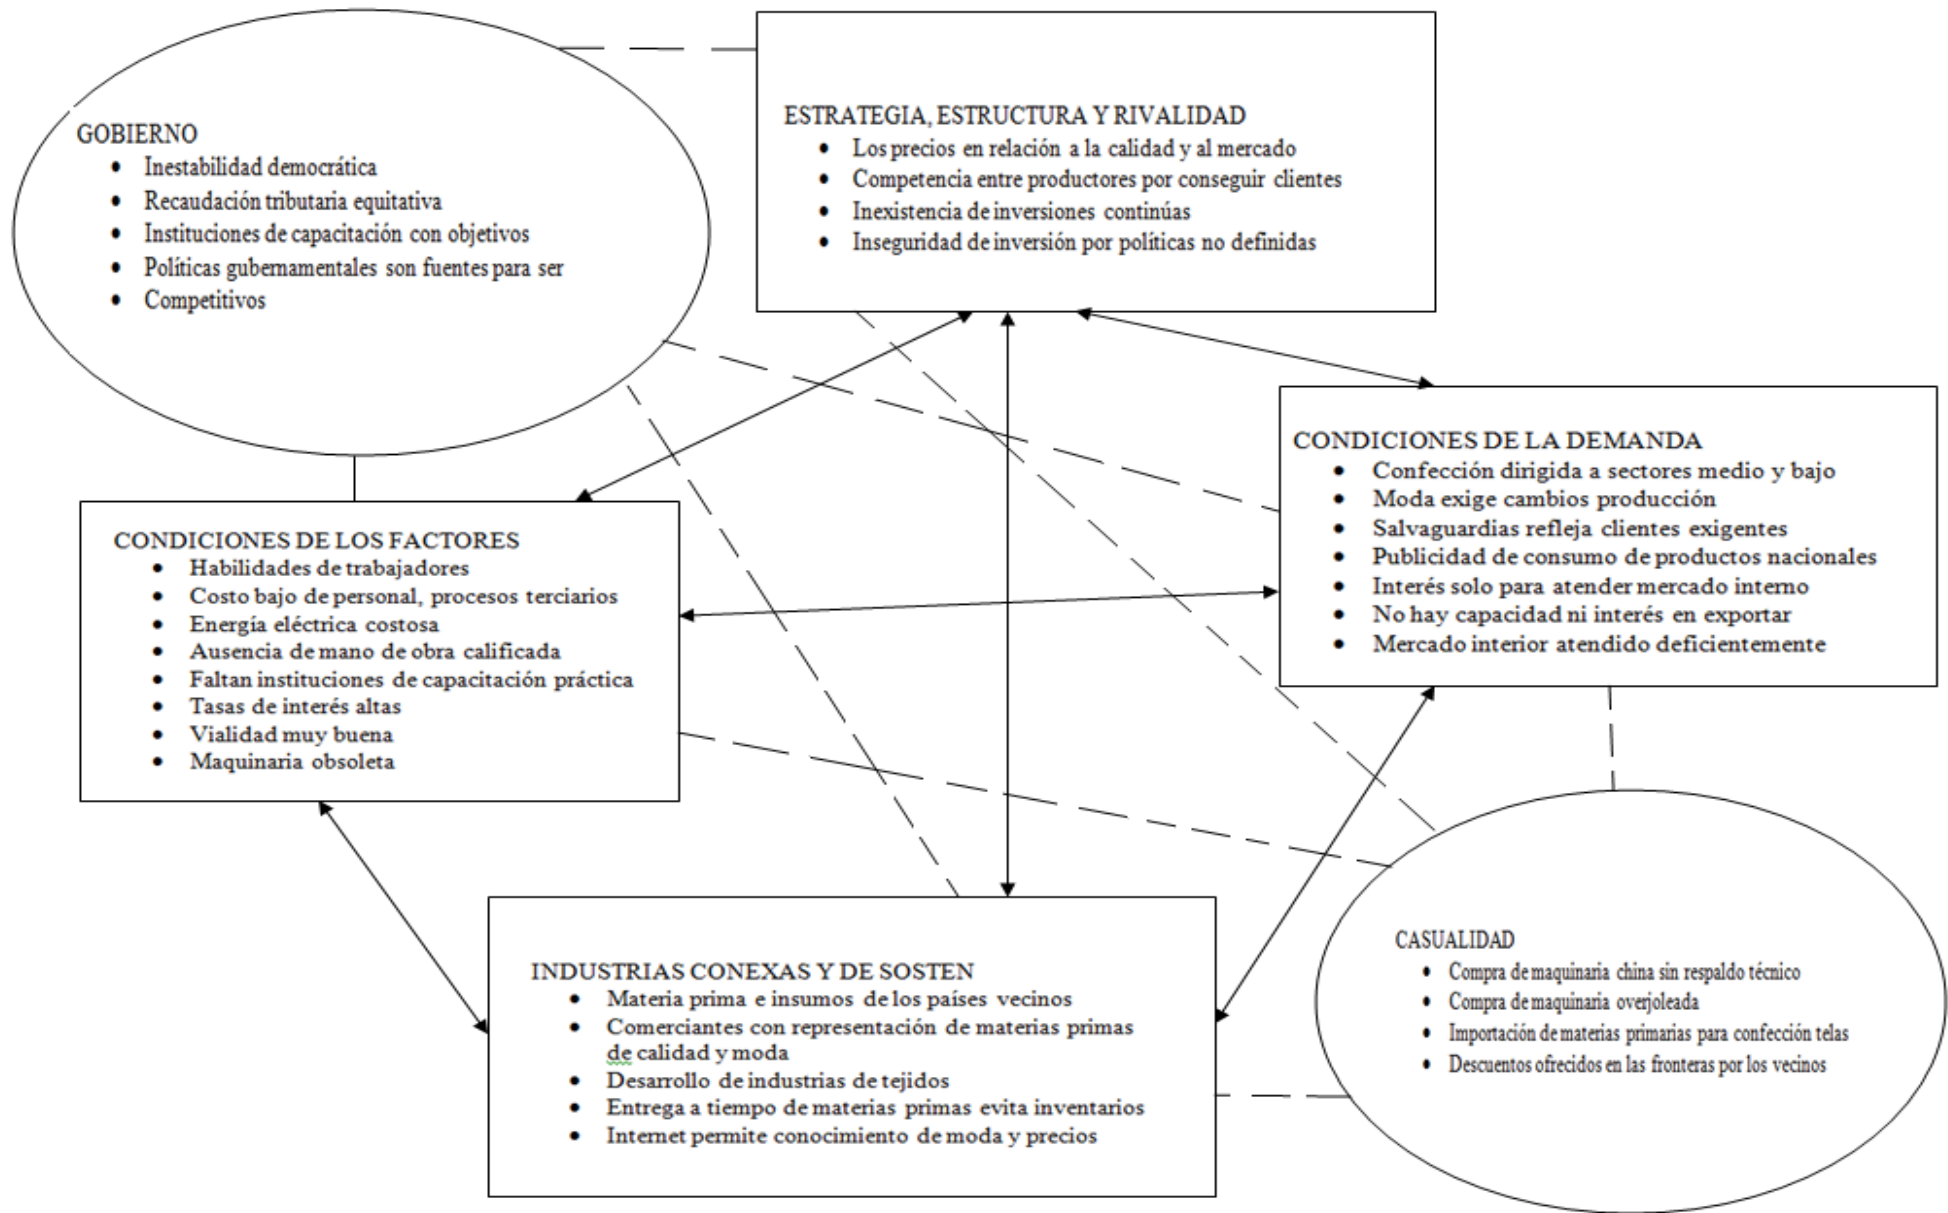 GOBIERNO
• Inestabilidad democrática
• Recaudación tributaria equitativa
• Instituciones de capacitación con objetivos
• Políticas gubernamentales son fuentes para ser
• Competitivos
ESTRATEGIA, ESTRUCTURA Y RIVALIDAD
• Los precios en relación a la calidad y al mercado
• Competencia entre productores por conseguir clientes
• Inexistencia de inversiones continúas
• Inseguridad de inversión por políticas no definidas
CONDICIONES DE LA DEMANDA
• Confección dirigida a sectores medio y bajo
• Moda exige cambios producción
• Salvaguardias refleja clientes exigentes
• Publicidad de consumo de productos nacionales
• Interés solo para atender mercado interno
• No hay capacidad ni interés en exportar
• Mercado interior atendido deficientemente
CONDICIONES DE LOS FACTORES
• Habilidades de trabajadores
• Costo bajo de personal, procesos terciarios
• Energía eléctrica costosa
• Ausencia de mano de obra calificada
• Faltan instituciones de capacitación práctica
• Tasas de interés altas
• Vialidad muy buena
• Maquinaria obsoleta
INDUSTRIAS CONEXAS Y DE SOSTEN
• Materia prima e insumos de los países vecinos
• Comerciantes con representación de materias primas
de calidad y moda
• Desarrollo de industrias de tejidos
• Entrega a tiempo de materias primas evita inventarios
• Internet permite conocimiento de moda y precios
CASUALIDAD
• Compra de maquinaria china sin respaldo técnico
• Compra de maquinaria overjoleada
• Importación de materias primarias para confección telas
• Descuentos ofrecidos en las fronteras por los vecinos